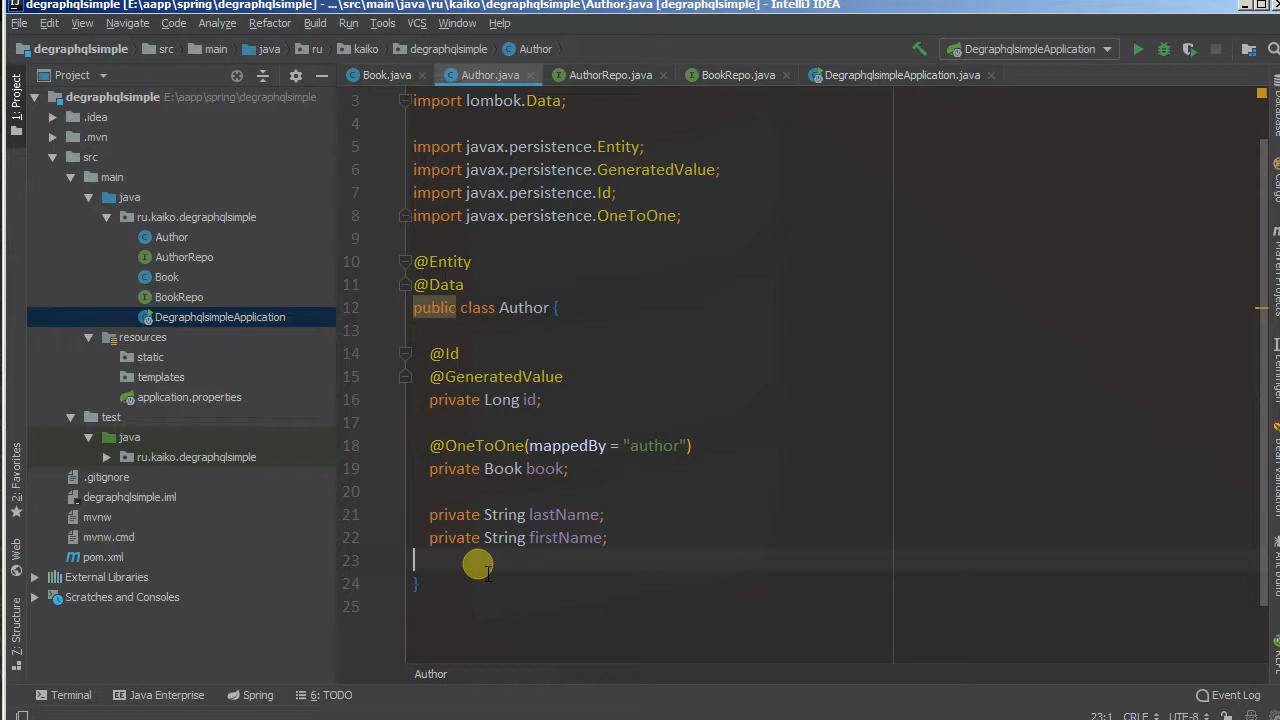 degraphqlsimple [E:\aapp\spring\degraphqlsimple] - ...\src\main\java\ru\kaiko\degraphqlsimple\Author.java [degraphqlsimple] - IntelliJ IDEA
File Edit View Navigate Code Analyze Refactor Build Run Tools VCS Window Help
degraphqlsimple src main java ru kaiko degraphqlsimple Author DegraphqlsimpleApplication
Project
Book.java Author.java AuthorRepo.java BookRepo.java DegraphqlsimpleApplication.java
1: Project
degraphqlsimple E:\aapp\spring\degraphqlsimple
.idea
.mvn
src
main
java
ru.kaiko.degraphqlsimple
Author
AuthorRepo
Book
BookRepo
DegraphqlsimpleApplication
resources
static
templates
application.properties
test
java
ru.kaiko.degraphqlsimple
.gitignore
degraphqlsimple.iml
mvnw
mvnw.cmd
pom.xml
External Libraries
Scratches and Consoles
2: Favorites
Web
Z: Structure
3 import lombok.Data;
4
5 import javax.persistence.Entity;
6 import javax.persistence.GeneratedValue;
7 import javax.persistence.Id;
8 import javax.persistence.OneToOne;
9
10 @Entity
11 @Data
12 public class Author {
13
14 @Id
15 @GeneratedValue
16 private Long id;
17
18 @OneToOne(mappedBy = "author")
19 private Book book;
20
21 private String lastName;
22 private String firstName;
23
24 }
25
Author
Database
Terminal Java Enterprise Spring 6: TODO Event Log
23:1 CRLF UTF-8